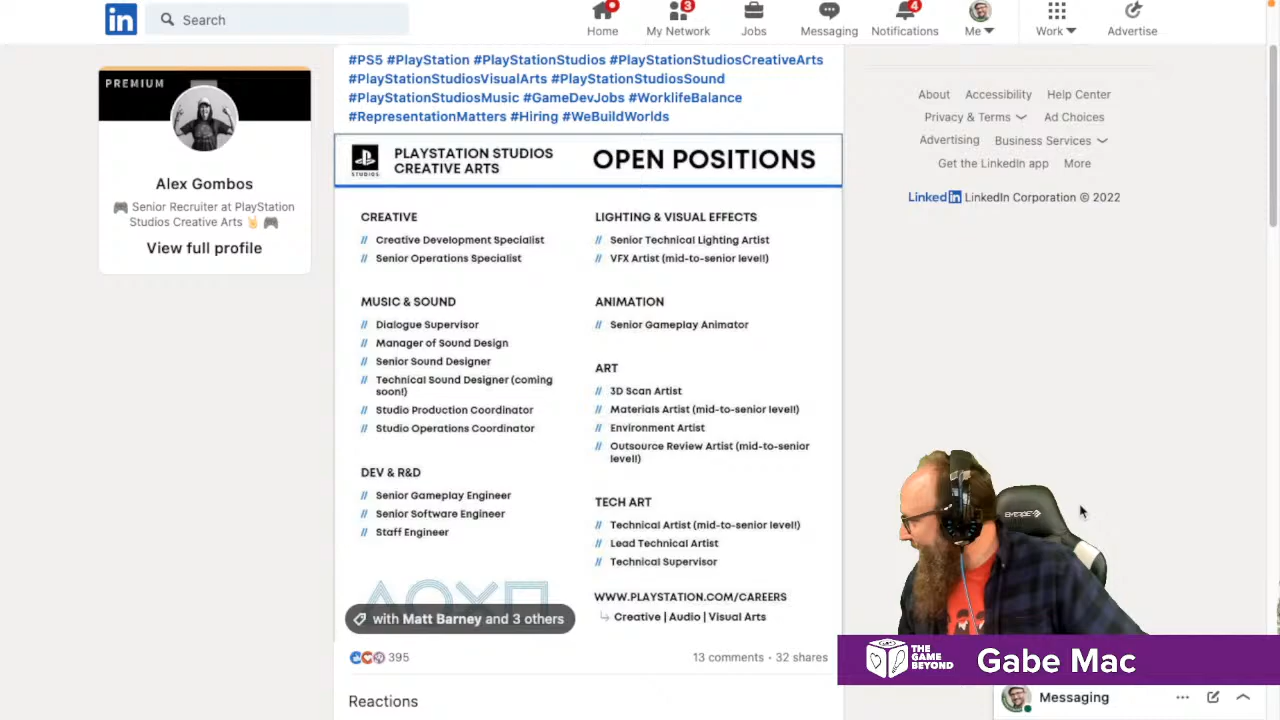 in
Search
Home
3
My Network
Jobs
Messaging
4
Notifications
Me
Work
Advertise
PREMIUM
Alex Gombos
🎮 Senior Recruiter at PlayStation
Studios Creative Arts 🤘🏻 🎮
View full profile
#PS5 #PlayStation #PlayStationStudios #PlayStationStudiosCreativeArts
#PlayStationStudiosVisualArts #PlayStationStudiosSound
#PlayStationStudiosMusic #GameDevJobs #WorklifeBalance
#RepresentationMatters #Hiring #WeBuildWorlds
STUDIOS
PLAYSTATION STUDIOS
CREATIVE ARTS
OPEN POSITIONS
CREATIVE
// Creative Development Specialist
// Senior Operations Specialist
MUSIC & SOUND
// Dialogue Supervisor
// Manager of Sound Design
// Senior Sound Designer
// Technical Sound Designer (coming
soon!)
// Studio Production Coordinator
// Studio Operations Coordinator
DEV & R&D
// Senior Gameplay Engineer
// Senior Software Engineer
// Staff Engineer
LIGHTING & VISUAL EFFECTS
// Senior Technical Lighting Artist
// VFX Artist (mid-to-senior level!)
ANIMATION
// Senior Gameplay Animator
ART
// 3D Scan Artist
// Materials Artist (mid-to-senior level!)
// Environment Artist
// Outsource Review Artist (mid-to-senior
level!)
TECH ART
// Technical Artist (mid-to-senior level!)
// Lead Technical Artist
// Technical Supervisor
WWW.PLAYSTATION.COM/CAREERS
Creative | Audio | Visual Arts
with Matt Barney and 3 others
395
13 comments • 32 shares
Reactions
About Accessibility Help Center
Privacy & Terms Ad Choices
Advertising Business Services
Get the LinkedIn app More
Linkedin LinkedIn Corporation © 2022
THE
GAME
BEYOND
Gabe Mac
Messaging